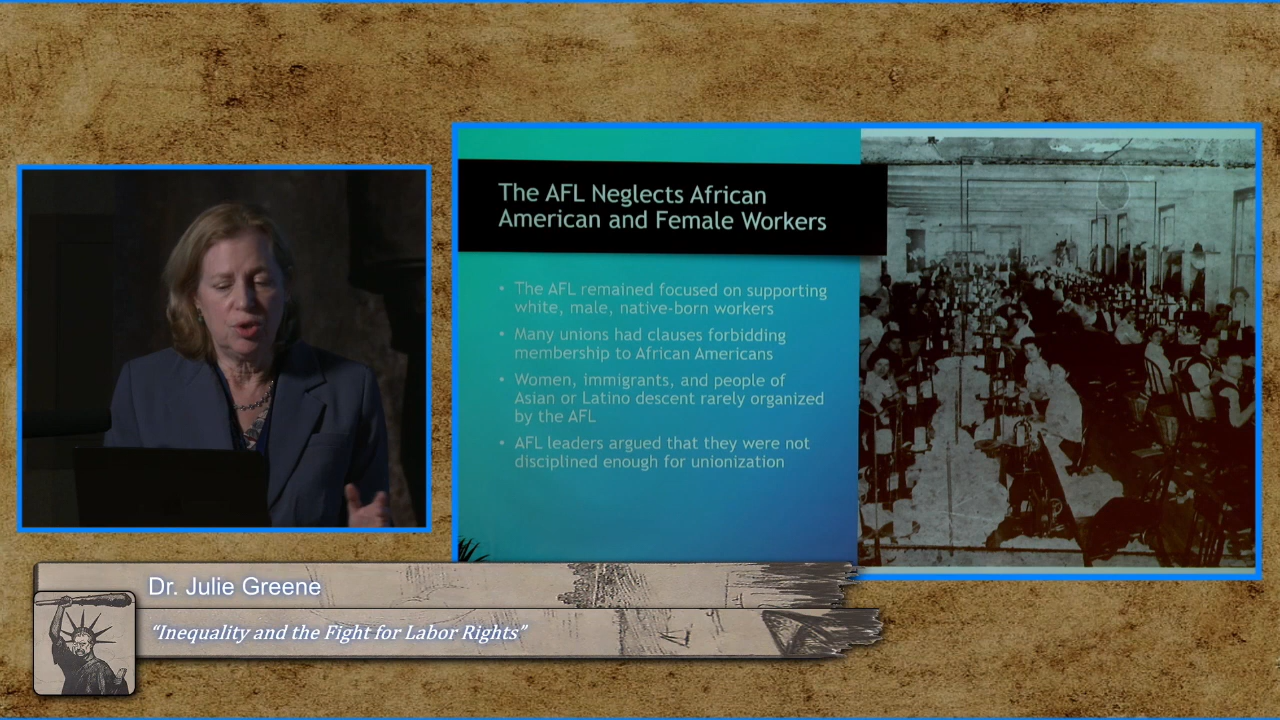 The AFL Neglects African
American and Female Workers
• The AFL remained focused on supporting
white, male, native-born workers
• Many unions had clauses forbidding
membership to African Americans
• Women, immigrants, and people of
Asian or Latino descent rarely organized
by the AFL
• AFL leaders argued that they were not
disciplined enough for unionization
Dr. Julie Greene
“Inequality and the Fight for Labor Rights”